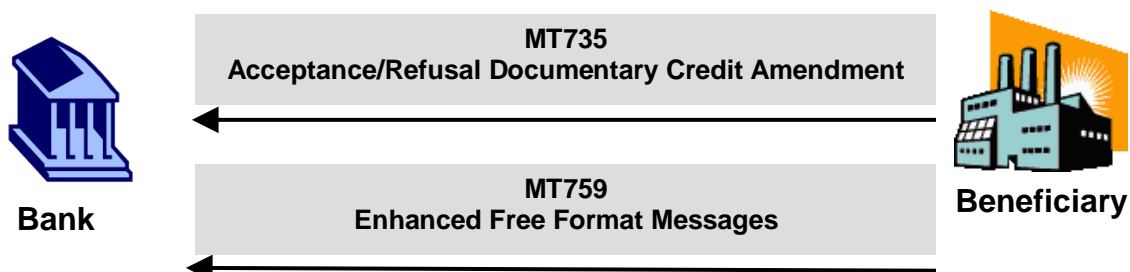 MT735
Acceptance/Refusal Documentary Credit Amendment
MT759
Enhanced Free Format Messages
Bank
Beneficiary